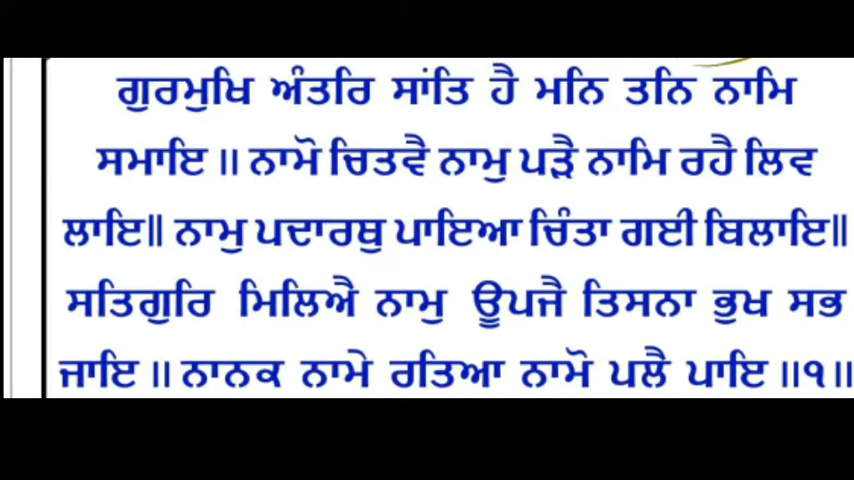 ਗੁਰਮੁਖਿ ਅੰਤਰਿ ਸਾਂਤਿ ਹੈ ਮਨਿ ਤਨਿ ਨਾਮਿ
ਸਮਾਇ ॥ ਨਾਮੋ ਚਿਤਵੈ ਨਾਮੁ ਪੜੈ ਨਾਮਿ ਰਹੈ ਲਿਵ
ਲਾਇ॥ ਨਾਮੁ ਪਦਾਰਥੁ ਪਾਇਆ ਚਿੰਤਾ ਗਈ ਬਿਲਾਇ॥
ਸਤਿਗੁਰਿ ਮਿਲਿਐ ਨਾਮੁ ਊਪਜੈ ਤਿਸਨਾ ਭੁਖ ਸਭ
ਜਾਇ ॥ ਨਾਨਕ ਨਾਮੇ ਰਤਿਆ ਨਾਮੋ ਪਲੈ ਪਾਇ ॥੧॥